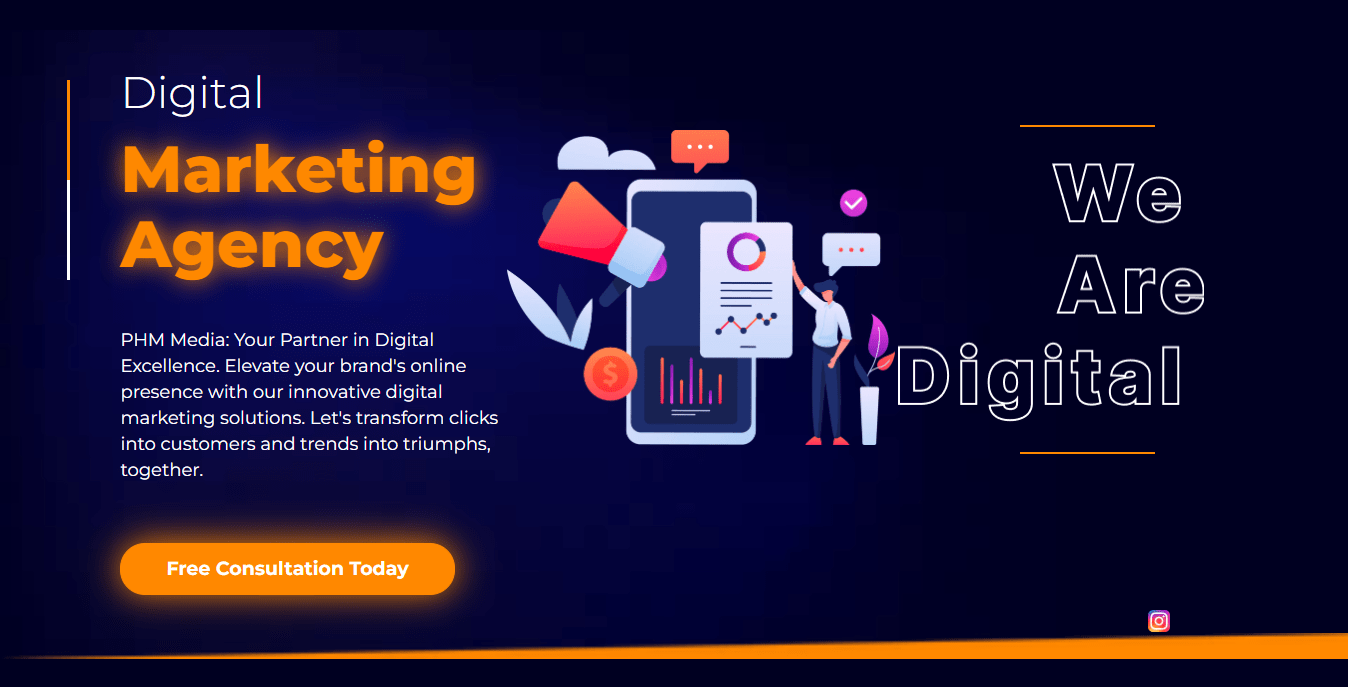 Digital
Marketing
Agency
PHM Media: Your Partner in Digital
Excellence. Elevate your brand's online
presence with our innovative digital
marketing solutions. Let's transform clicks
into customers and trends into triumphs,
together.
Free Consultation Today
$
We
Are
Digital